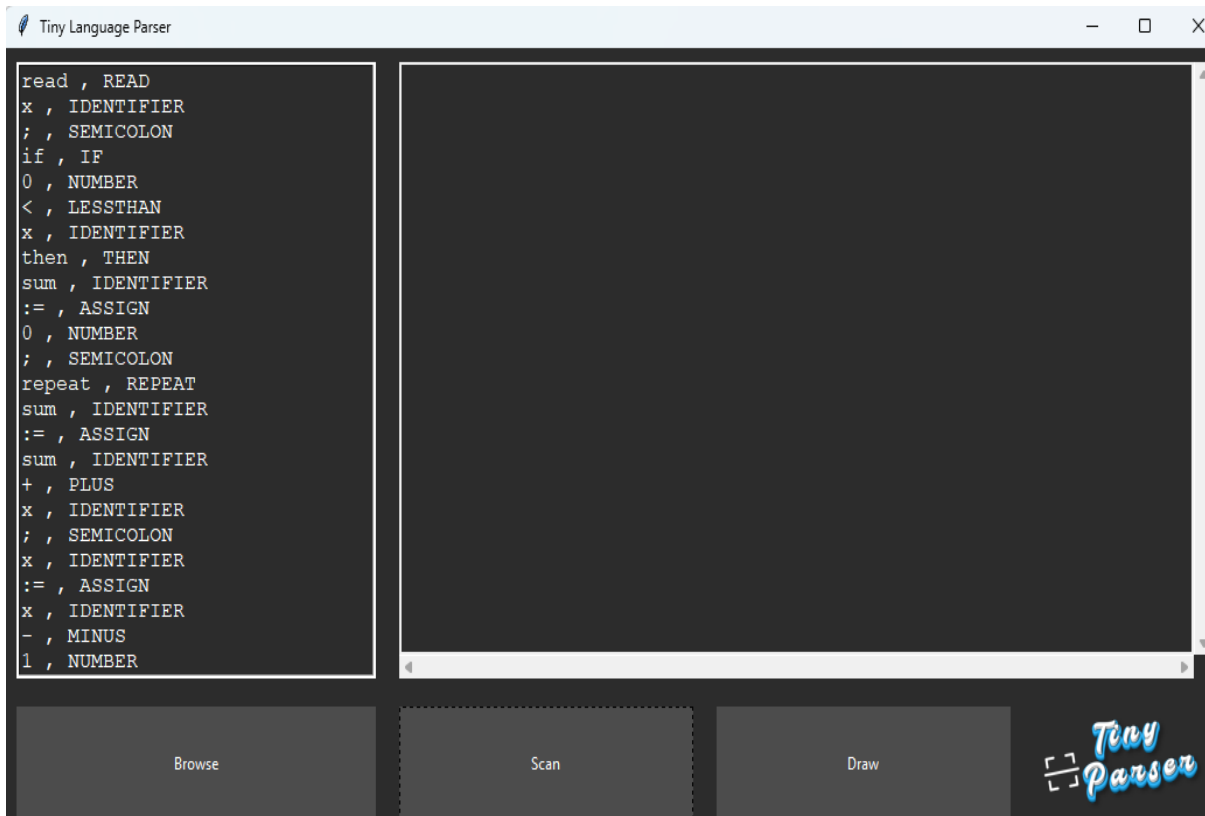 Tiny Language Parser
read , READ
x , IDENTIFIER
; , SEMICOLON
if , IF
0 , NUMBER
< , LESSTHAN
x , IDENTIFIER
then , THEN
sum , IDENTIFIER
:= , ASSIGN
0 , NUMBER
; , SEMICOLON
repeat , REPEAT
sum , IDENTIFIER
:= , ASSIGN
sum , IDENTIFIER
+ , PLUS
x , IDENTIFIER
; , SEMICOLON
x , IDENTIFIER
:= , ASSIGN
x , IDENTIFIER
- , MINUS
1 , NUMBER
Browse
Scan
Draw
Tiny
Parser